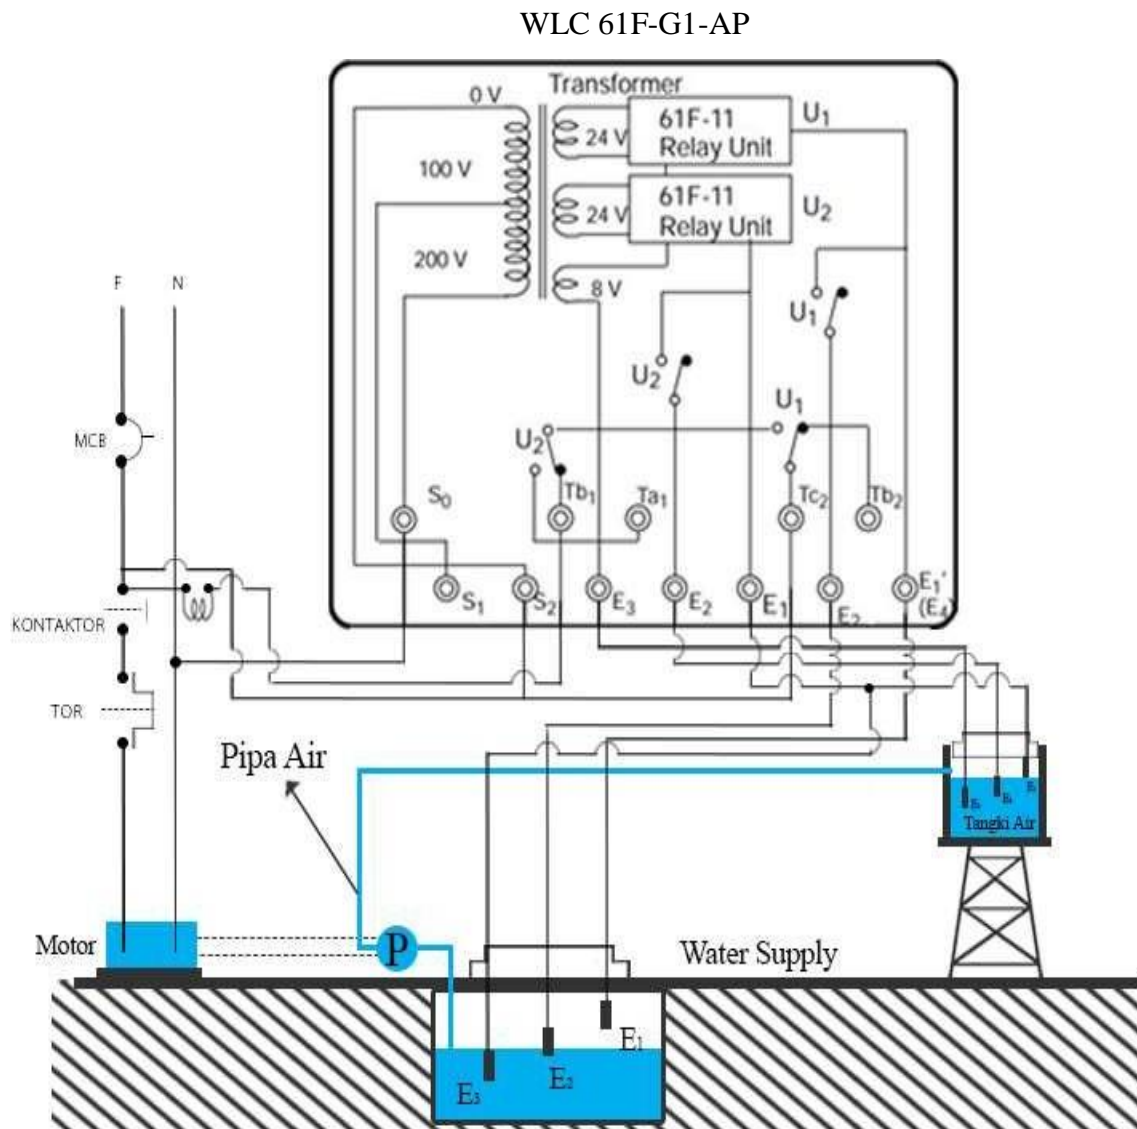 WLC 61F-G1-AP
Transformer
0 V
100 V
200 V
24 V
61F-11
Relay Unit
U1
24 V
61F-11
Relay Unit
U2
8 V
F N
MCB
KONTAKTOR
TOR
U1
U2
U1
U2
S0
Tb1
Ta1
Tc2
Tb2
S1
S2
E3
E2
E1
E2
E1'
(E4)
Pipa Air
Tangki Air
Motor
P
Water Supply
E1
E2
E3